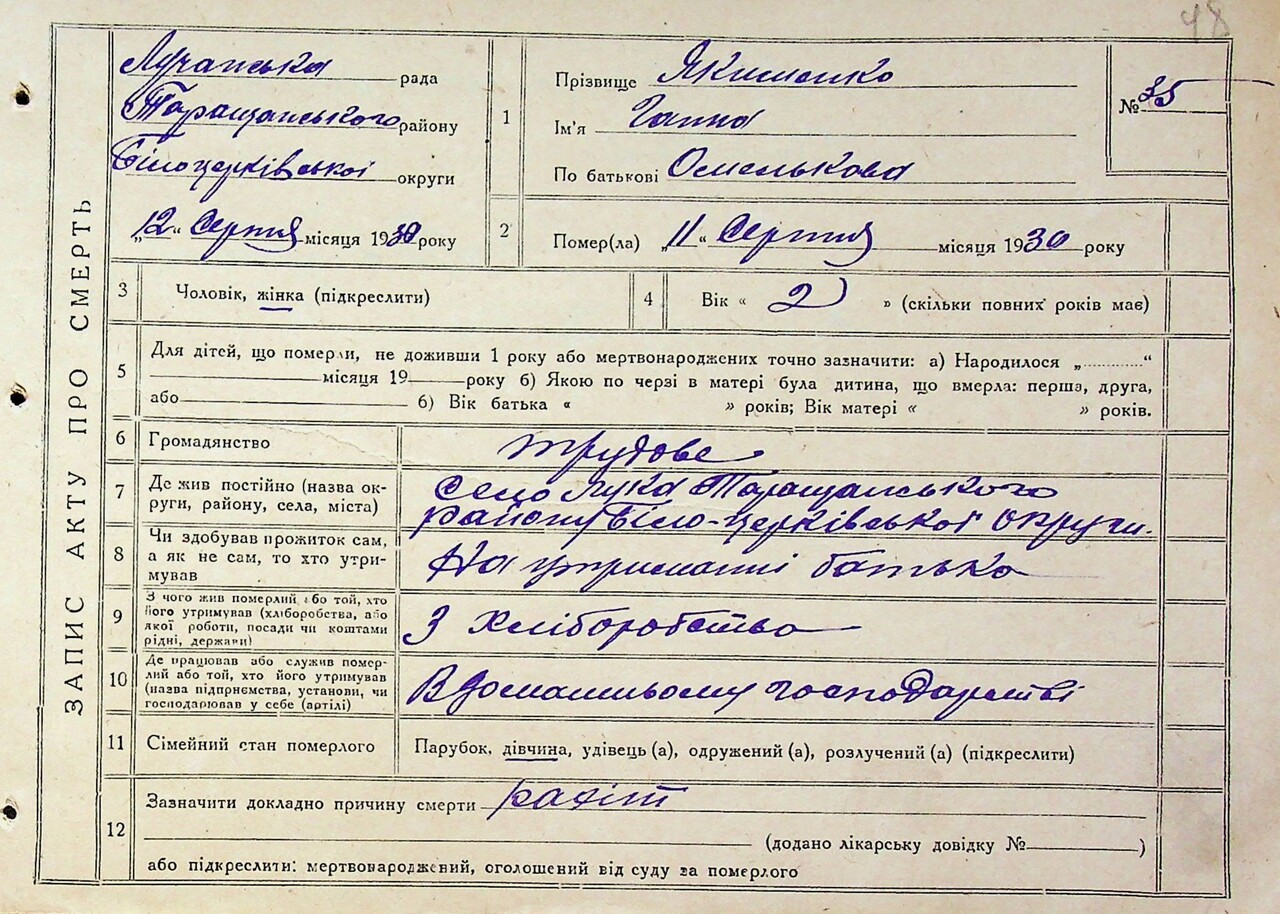 48
ЗАПИС АКТУ ПРО СМЕРТЬ
Лучанська рада
Таращанського району
Білоцерківської округи
„12“ Серпня місяця 1930 року
1 Прізвище Якименко
Ім'я Ганна
По батькові Омелькова
№ 35
2 Помер(ла) „11“ Серпня місяця 1930 року
3 Чоловік, жінка (підкреслити)
4 Вік « 2 » (скільки повних років має)
5 Для дітей, що померли, не доживши 1 року або мертвонароджених точно зазначити: а) Народилося „..........“
місяця 19 року б) Якою по черзі в матері була дитина, що вмерла: перша, друга,
або б) Вік батька « » років; Вік матері « » років.
6 Громадянство трудове
7 Де жив постійно (назва ок-
руги, району, села, міста)
Село Лука Таращанського
району Біло-церківської округи.
8 Чи здобував прожиток сам,
а як не сам, то хто утри-
мував
На утриманні батька
9 З чого жив померлий або той, хто
його утримував (хліборобства, або
якої роботи, посади чи коштами
рідні, держави)
З хліборобства
10 Де працював або служив помер-
лий або той, хто його утримував
(назва підприємства, установи, чи
господарював у себе (артілі)
В домашньому господарстві
11 Сімейний стан померлого Парубок, дівчина, удівець (а), одружений (а), розлучений (а) (підкреслити)
12 Зазначити докладно причину смерти рахіт
(додано лікарську довідку № )
або підкреслити: мертвонароджений, оголошений від суду за померлого